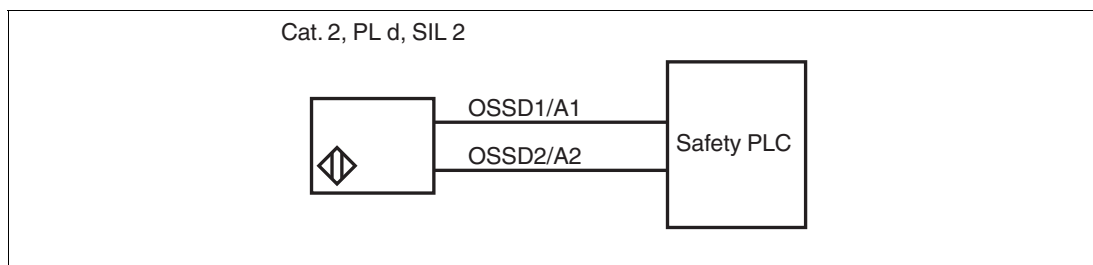 Cat. 2, PL d, SIL 2
OSSD1/A1
OSSD2/A2
Safety PLC